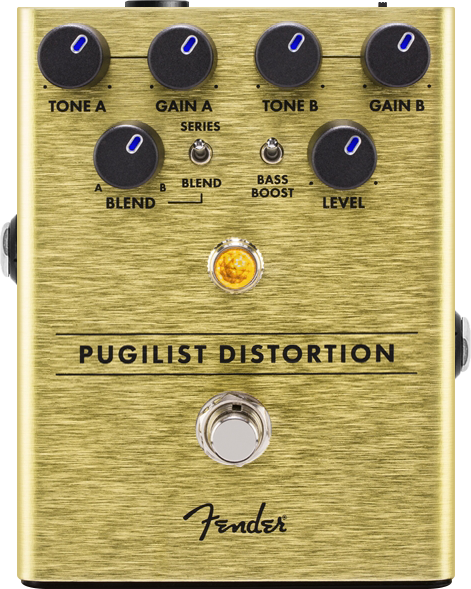 TONE A GAIN A TONE B GAIN B
SERIES
A B BLEND BASS
BLEND BOOST LEVEL
PUGILIST DISTORTION
Fender